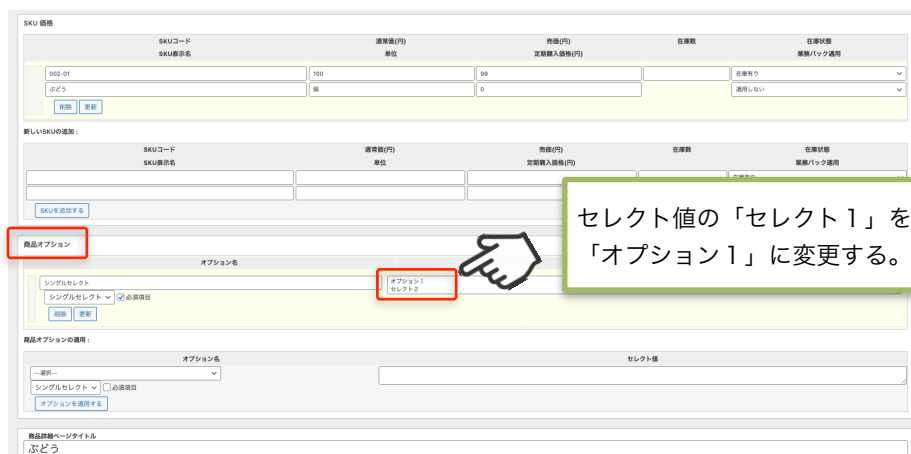 SKU 価格
SKUコード 通常価(円) 売価(円) 在庫数 在庫状態
SKU表示名 単位 定期購入価格(円) 業務パック適用
002-01 100 99 在庫有り
ぶどう 個 0 適用しない
削除 更新
新しいSKUの追加 :
SKUコード 通常価(円) 売価(円) 在庫数 在庫状態
SKU表示名 単位 定期購入価格(円) 業務パック適用
SKUを追加する
セレクト値の「セレクト１」を
「オプション１」に変更する。
商品オプション
オプション名
シングルセレクト オプション１
セレクト２
シングルセレクト 必須項目
削除 更新
商品オプションの適用 :
オプション名 セレクト値
--選択--
シングルセレクト 必須項目
オプションを適用する
商品詳細ページタイトル
ぶどう